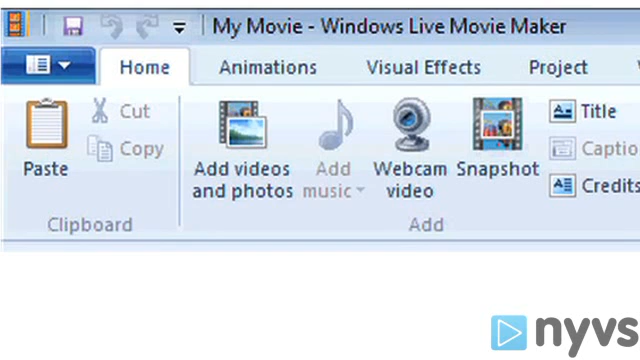 My Movie - Windows Live Movie Maker
Home Animations Visual Effects Project
Paste
Cut
Copy
Clipboard
Add videos
and photos
Add
music
Webcam
video
Snapshot
Title
Captio
Credits
Add
nyvs